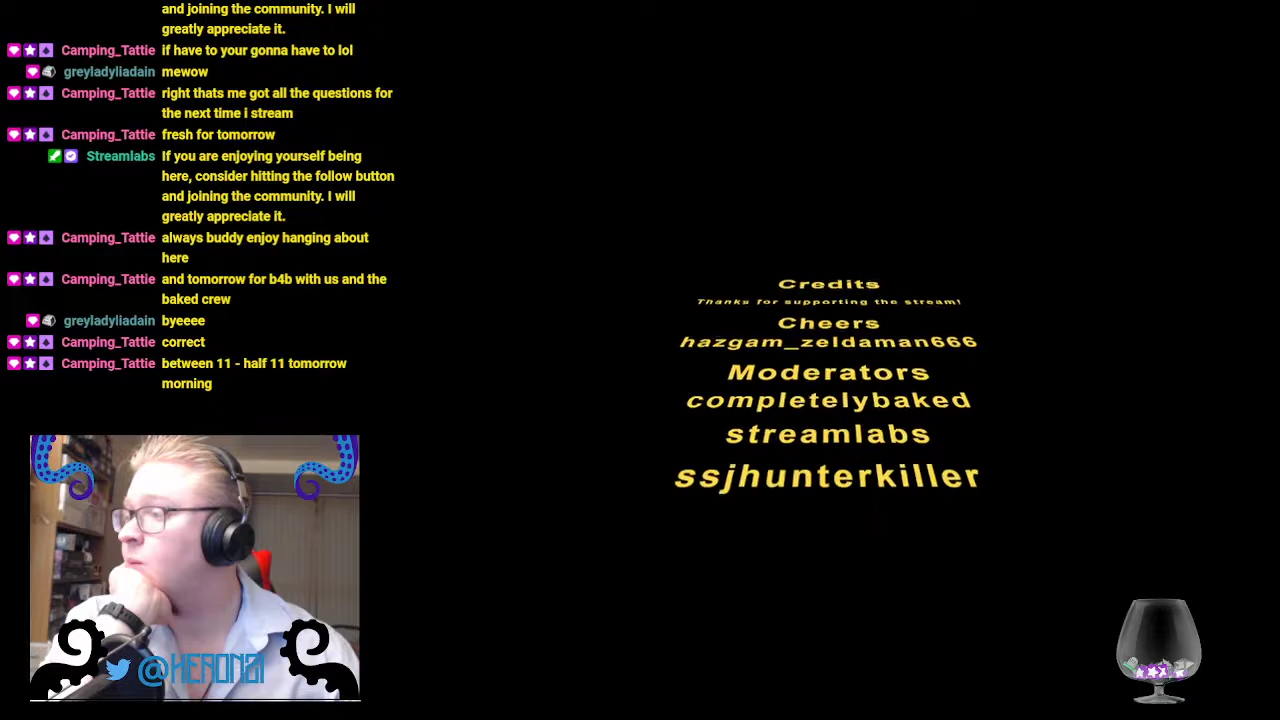 and joining the community. I will
greatly appreciate it.
Camping_Tattie if have to your gonna have to lol
greyladyliadain mewow
Camping_Tattie right thats me got all the questions for
the next time i stream
Camping_Tattie fresh for tomorrow
Streamlabs If you are enjoying yourself being
here, consider hitting the follow button
and joining the community. I will
greatly appreciate it.
Camping_Tattie always buddy enjoy hanging about
here
Camping_Tattie and tomorrow for b4b with us and the
baked crew
greyladyliadain byeeee
Camping_Tattie correct
Camping_Tattie between 11 - half 11 tomorrow
morning
Credits
Thanks for supporting the stream!
Cheers
hazgam_zeldaman666
Moderators
completelybaked
streamlabs
ssjhunterkiller